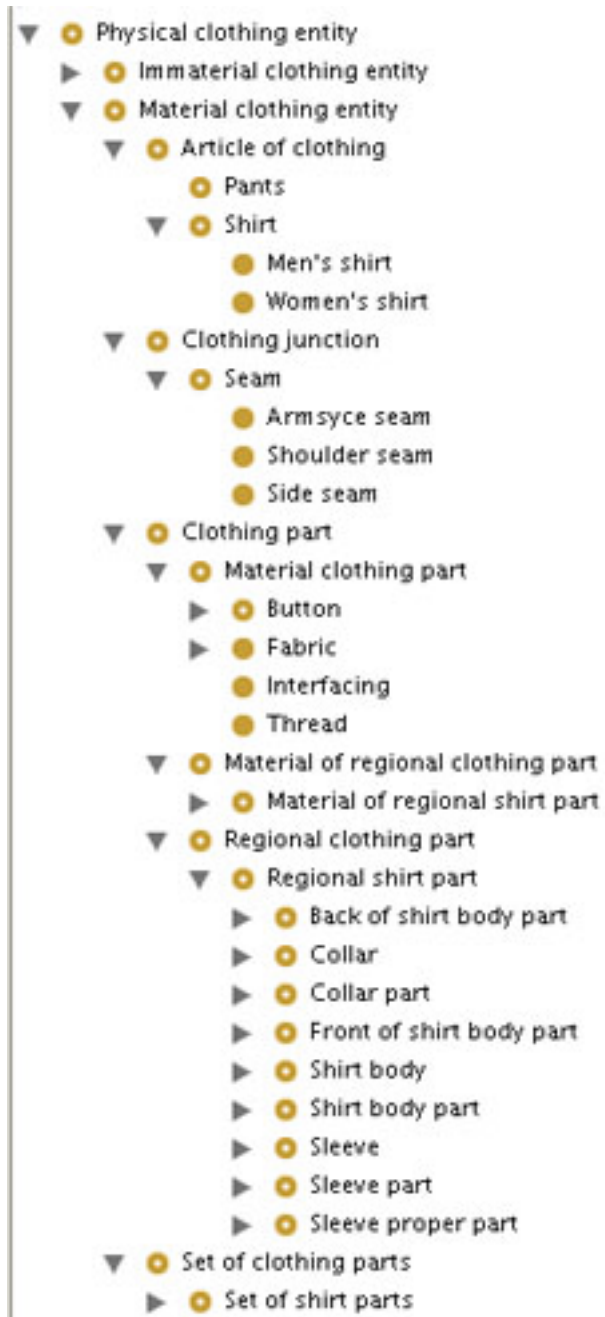 Physical clothing entity
Immaterial clothing entity
Material clothing entity
Article of clothing
Pants
Shirt
Men's shirt
Women's shirt
Clothing junction
Seam
Armsyce seam
Shoulder seam
Side seam
Clothing part
Material clothing part
Button
Fabric
Interfacing
Thread
Material of regional clothing part
Material of regional shirt part
Regional clothing part
Regional shirt part
Back of shirt body part
Collar
Collar part
Front of shirt body part
Shirt body
Shirt body part
Sleeve
Sleeve part
Sleeve proper part
Set of clothing parts
Set of shirt parts